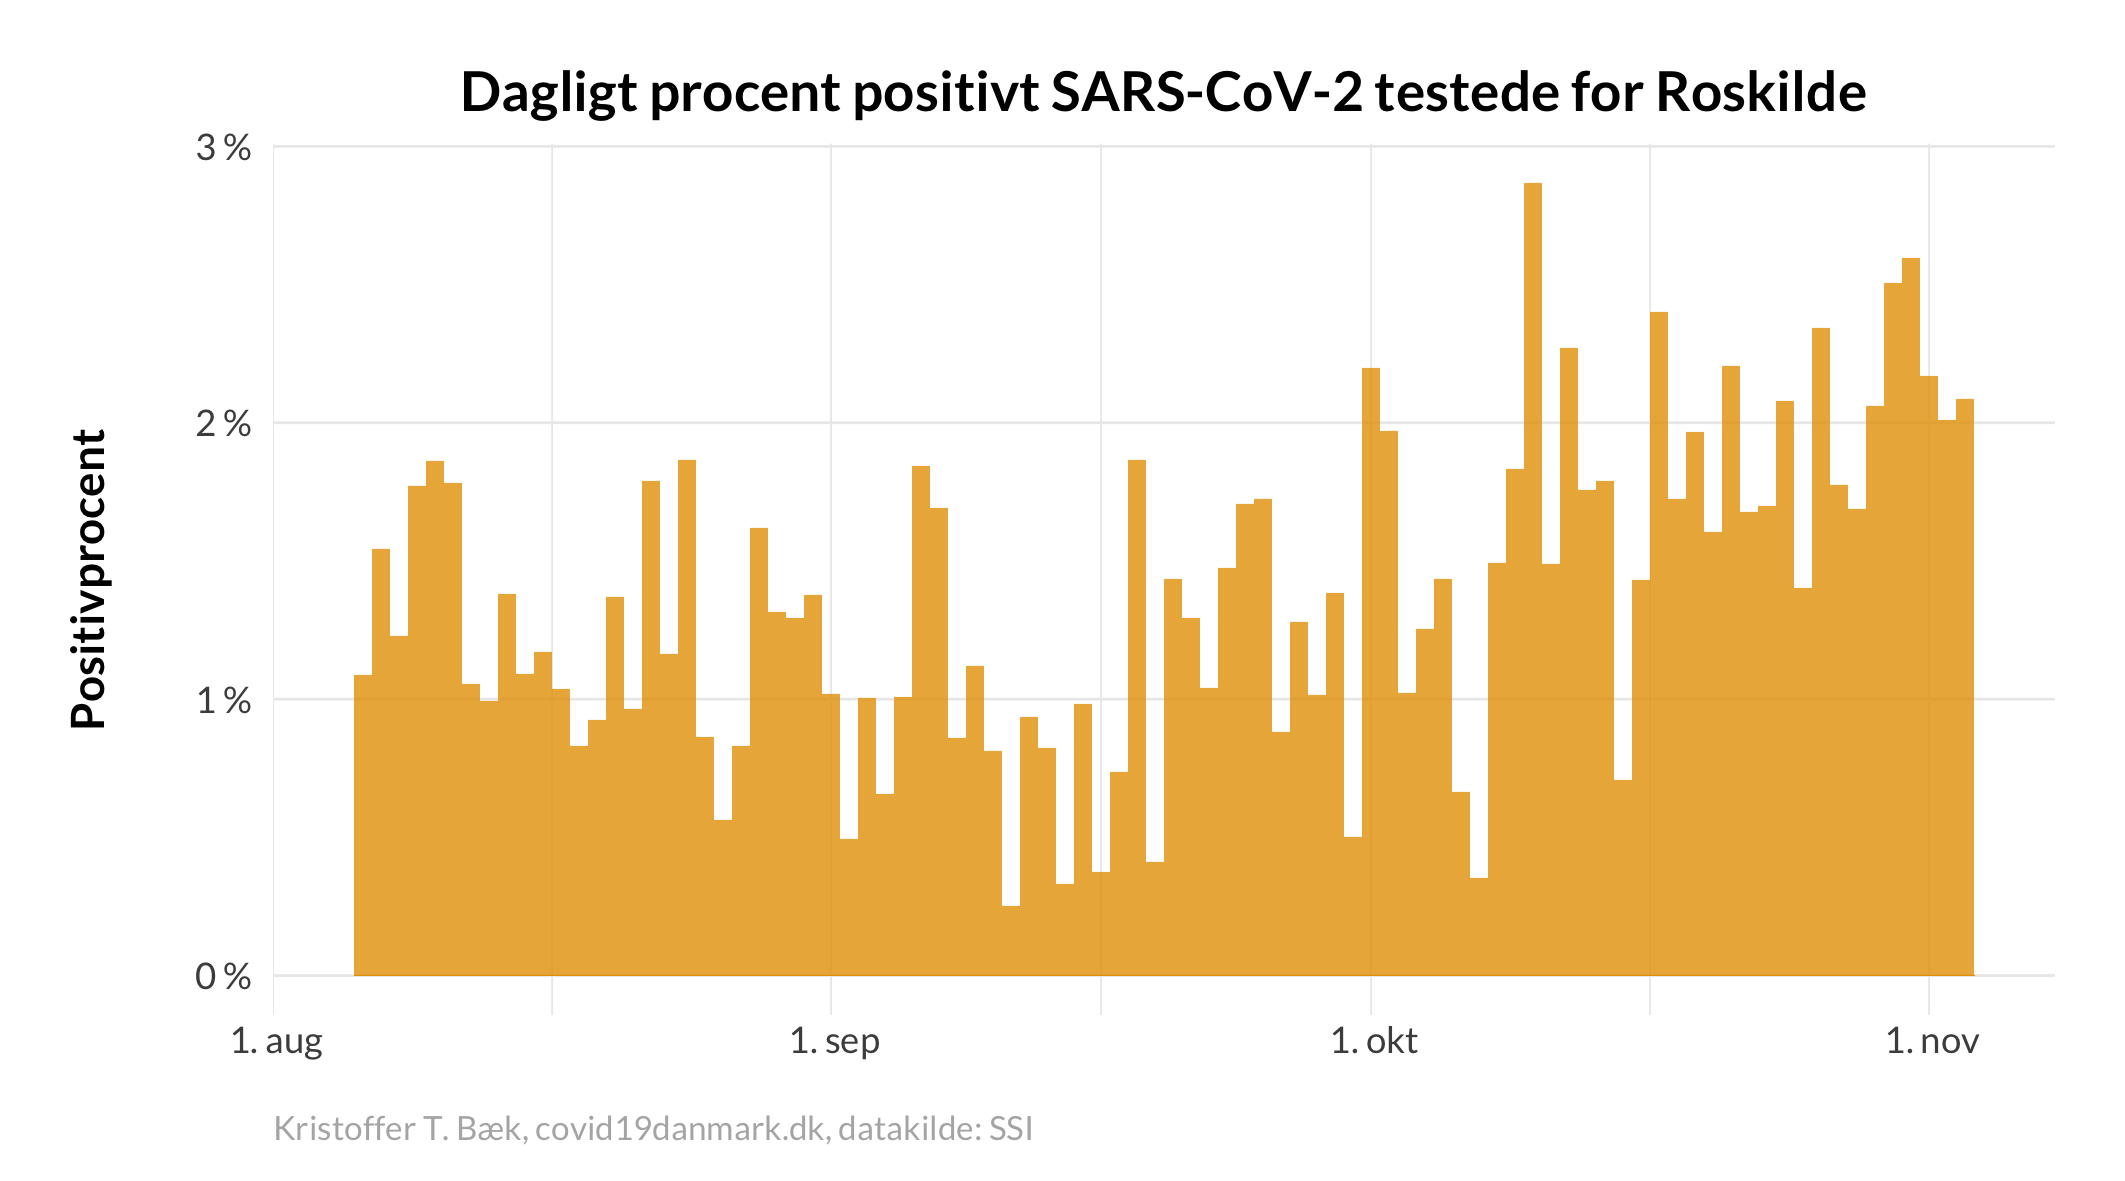 Dagligt procent positivt SARS-CoV-2 testede for Roskilde
Positivprocent
3 %
2 %
1 %
0 %
1. aug
1. sep
1. okt
1. nov
Kristoffer T. Bæk, covid19danmark.dk, datakilde: SSI